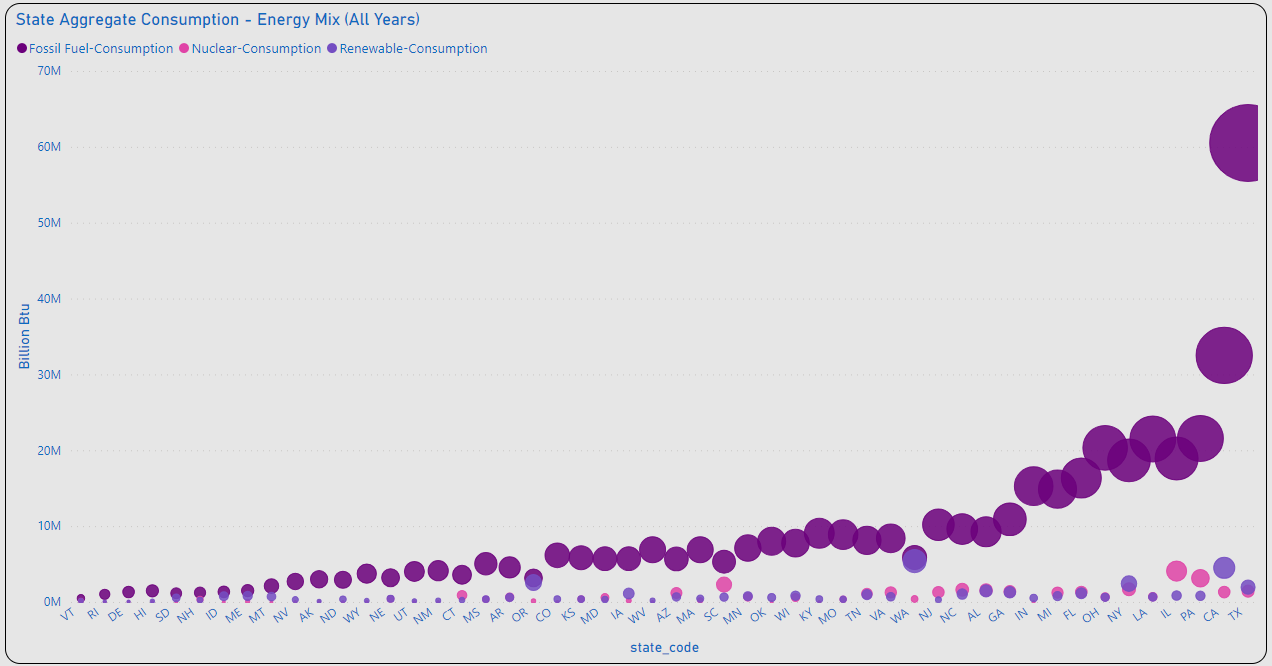 State Aggregate Consumption - Energy Mix (All Years)
Fossil Fuel-Consumption Nuclear-Consumption Renewable-Consumption
70M
60M
50M
40M
30M
20M
10M
0M
Billion Btu
VT RI DE HI SD NH ID ME MT NV AK ND WY NE UT NM CT MS AR OR CO KS MD IA WV AZ MA SC MN OK WI KY MO TN VA WA NJ NC AL GA IN MI FL OH NY LA IL PA CA TX
state_code